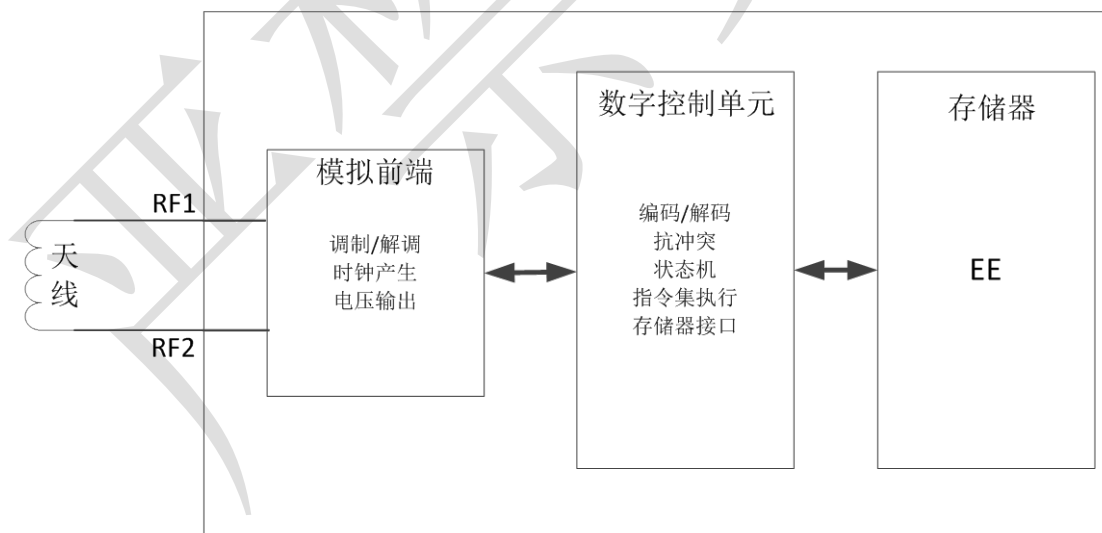 数字控制单元
存储器
模拟前端
RF1
编码/解码
调制/解调
抗冲突
天线
时钟产生
状态机
EE
电压输出
指令集执行
存储器接口
RF2